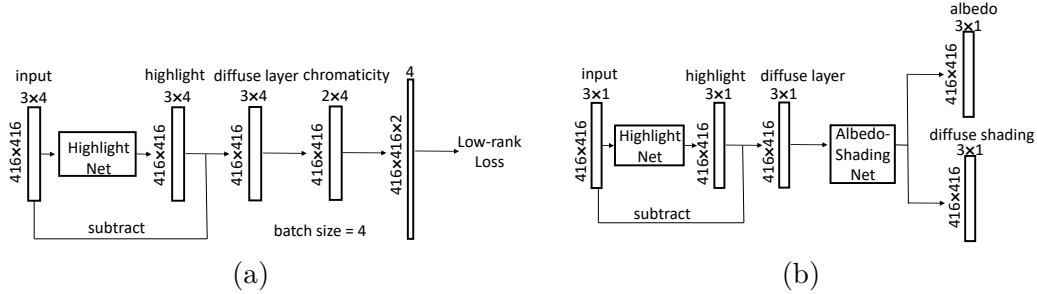 input
3×4
416×416
Highlight
Net
highlight
3×4
416×416
diffuse layer
3×4
416×416
chromaticity
2×4
416×416
4
416×416×2
Low-rank
Loss
subtract
batch size = 4
(a)
input
3×1
416×416
Highlight
Net
highlight
3×1
416×416
diffuse layer
3×1
416×416
Albedo-
Shading
Net
albedo
3×1
416×416
diffuse shading
3×1
416×416
subtract
(b)